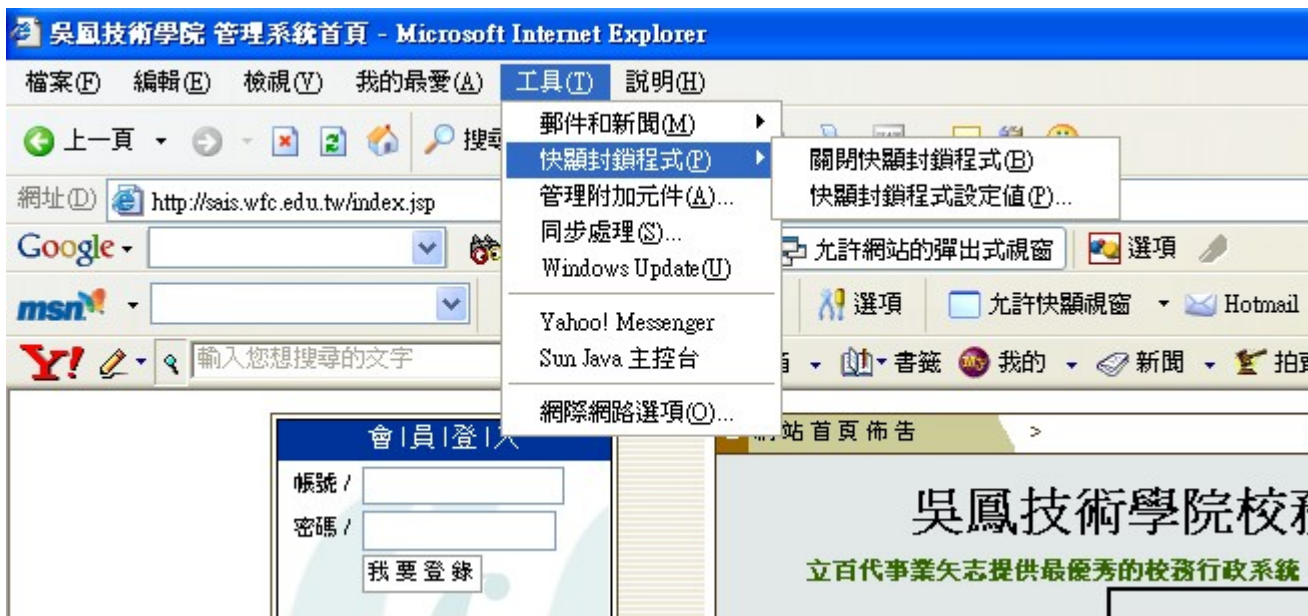 吳鳳技術學院 管理系統首頁 - Microsoft Internet Explorer
檔案(F) 編輯(E) 檢視(V) 我的最愛(A) 工具(T) 說明(H)
上一頁
郵件和新聞(M)
快顯封鎖程式(P)
關閉快顯封鎖程式(B)
管理附加元件(A)...
快顯封鎖程式設定值(P)...
同步處理(S)...
Windows Update(U)
Yahoo! Messenger
Sun Java 主控台
網際網路選項(O)...
網址(D) http://sais.wfc.edu.tw/index.jsp
Google 允許網站的彈出式視窗 選項
msn 選項 允許快顯視窗 Hotmail
Y! 輸入您想搜尋的文字 書籤 我的 新聞
會|員|登|入
帳號 /
密碼 /
我要登錄
網站首頁佈告 >
吳鳳技術學院校
立百代事業矢志提供最優秀的校務行政系統